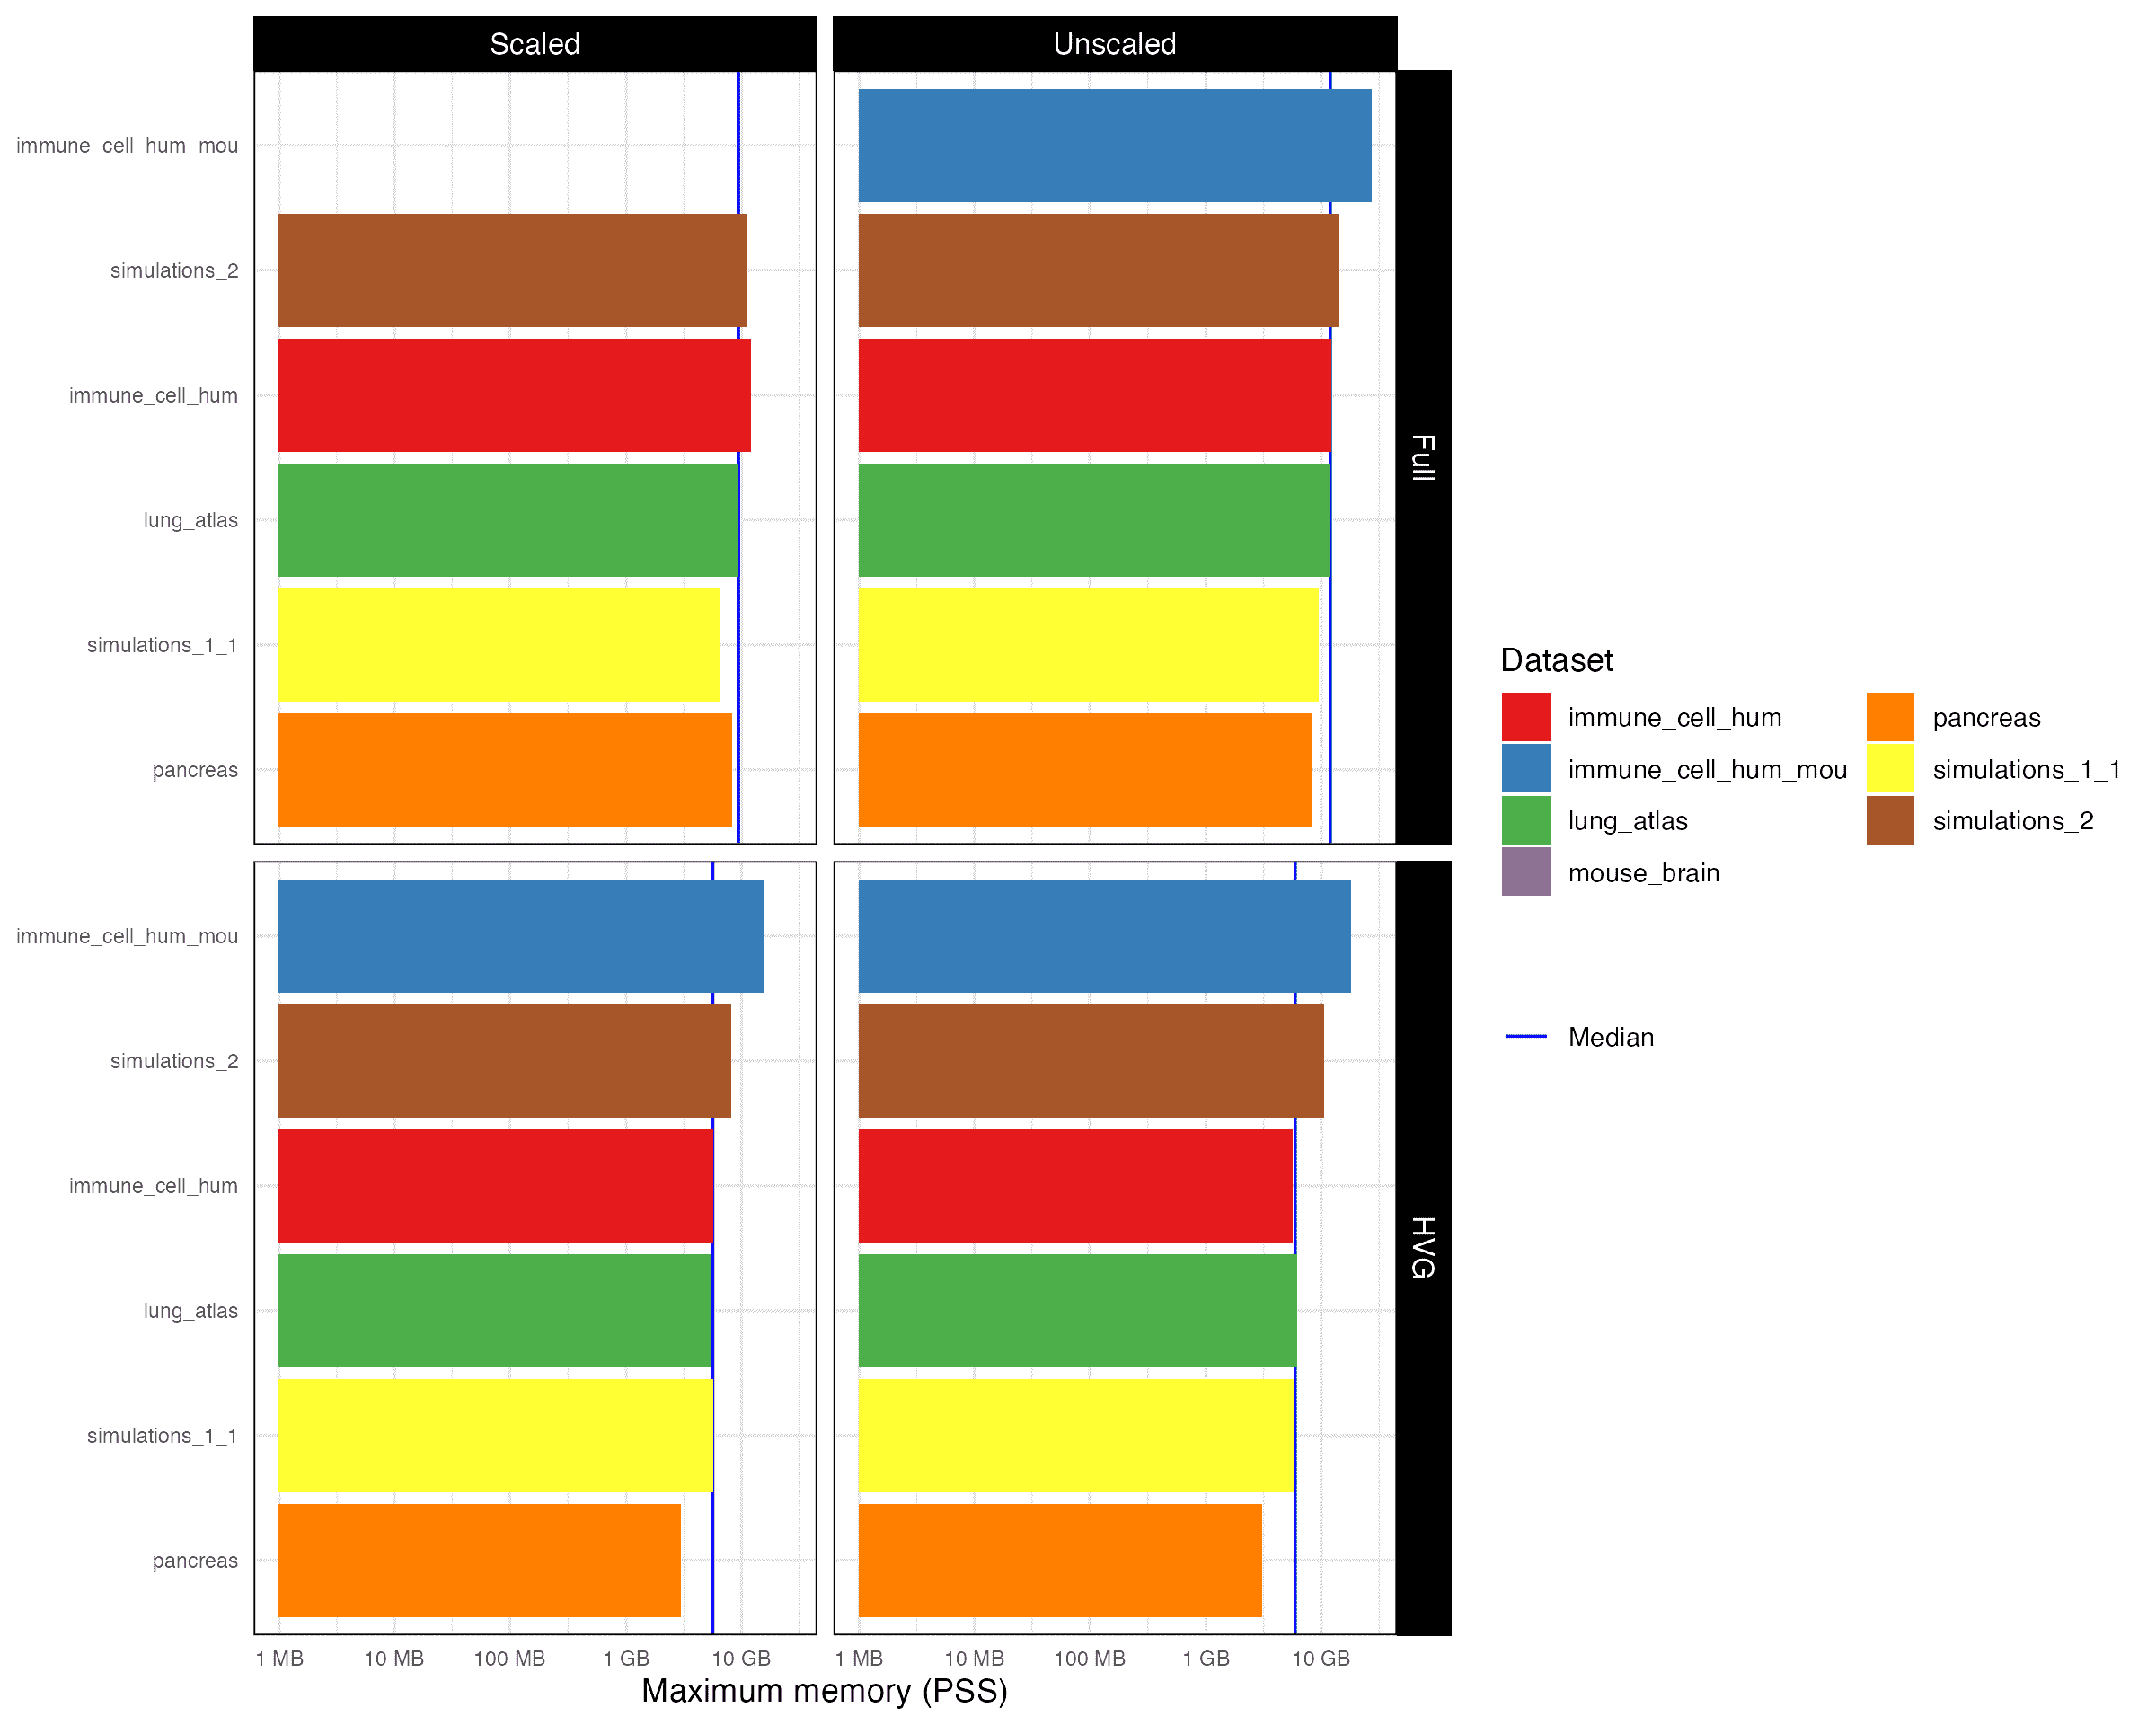 Scaled
Unscaled
immune_cell_hum_mou
simulations_2
immune_cell_hum
lung_atlas
simulations_1_1
pancreas
Full
immune_cell_hum_mou
simulations_2
immune_cell_hum
lung_atlas
simulations_1_1
pancreas
HVG
1 MB 10 MB 100 MB 1 GB 10 GB
1 MB 10 MB 100 MB 1 GB 10 GB
Maximum memory (PSS)
Dataset
immune_cell_hum
immune_cell_hum_mou
lung_atlas
mouse_brain
pancreas
simulations_1_1
simulations_2
Median